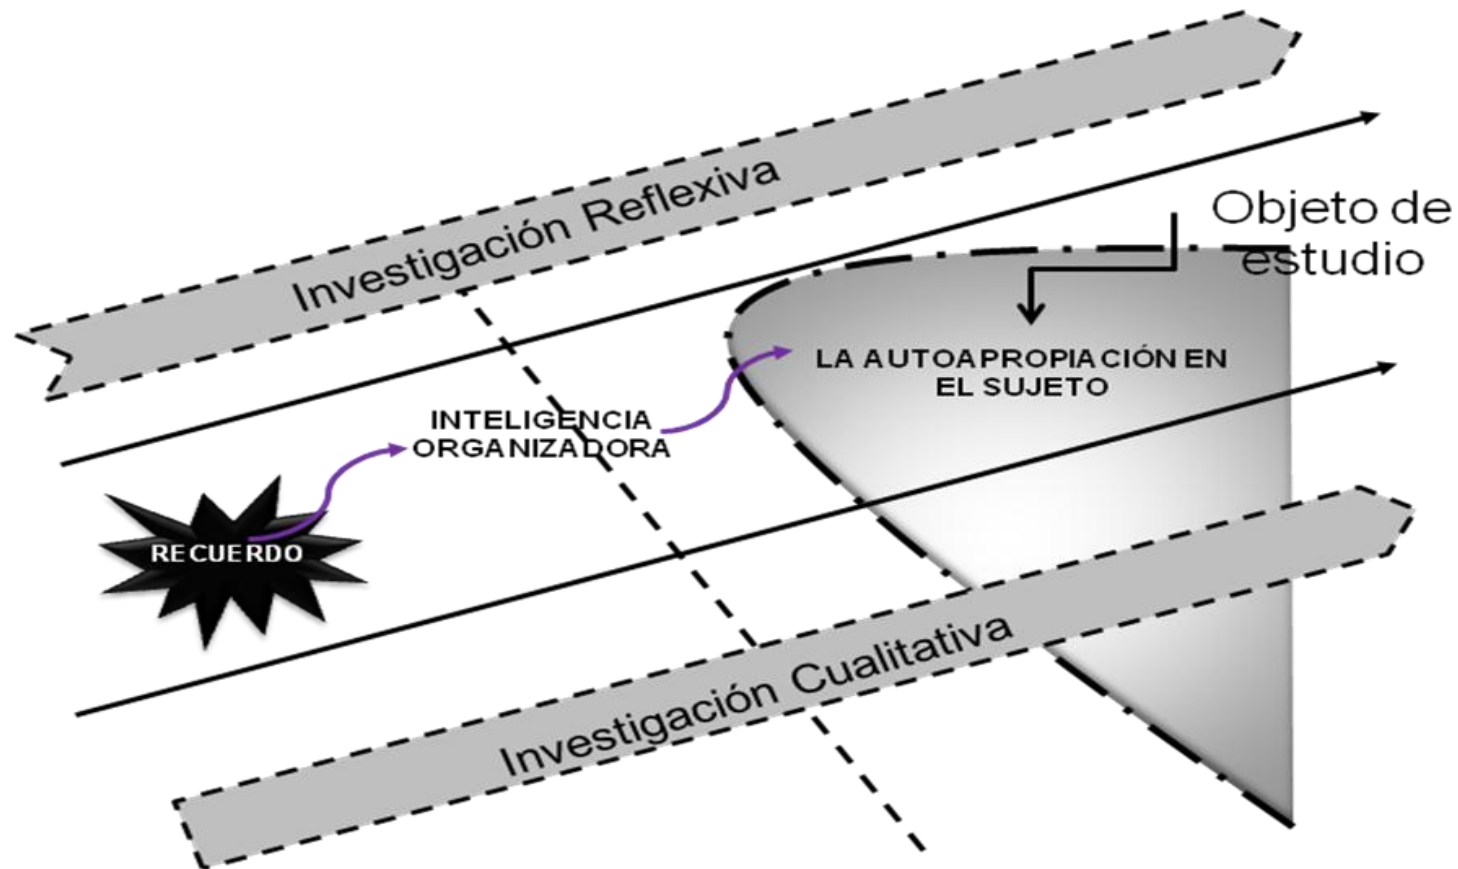 Investigación Reflexiva
Objeto de
estudio
LA AUTOAPROPIACIÓN EN
EL SUJETO
INTELIGENCIA
ORGANIZADORA
RECUERDO
Investigación Cualitativa